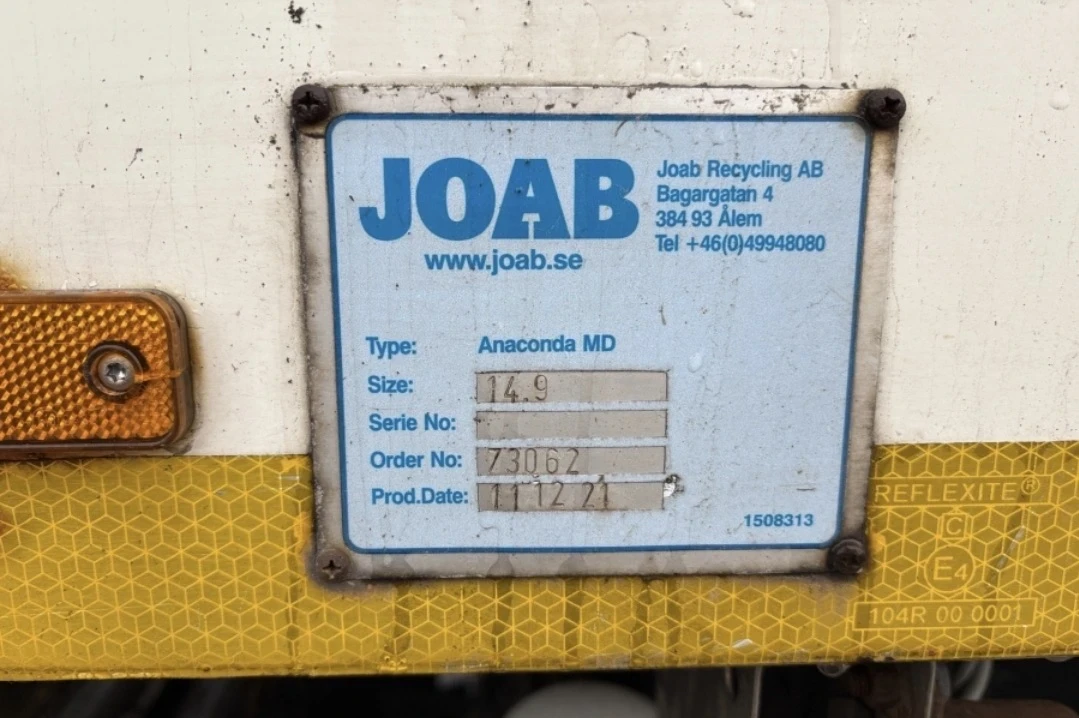 JOAB
www.joab.se
Joab Recycling AB
Bagargatan 4
384 93 Ålem
Tel +46(0)49948080
Type: Anaconda MD
Size: 14.9
Serie No:
Order No: 73062
Prod.Date: 11 12 21
1508313
REFLEXITE®
C
E4
104R 00 0001